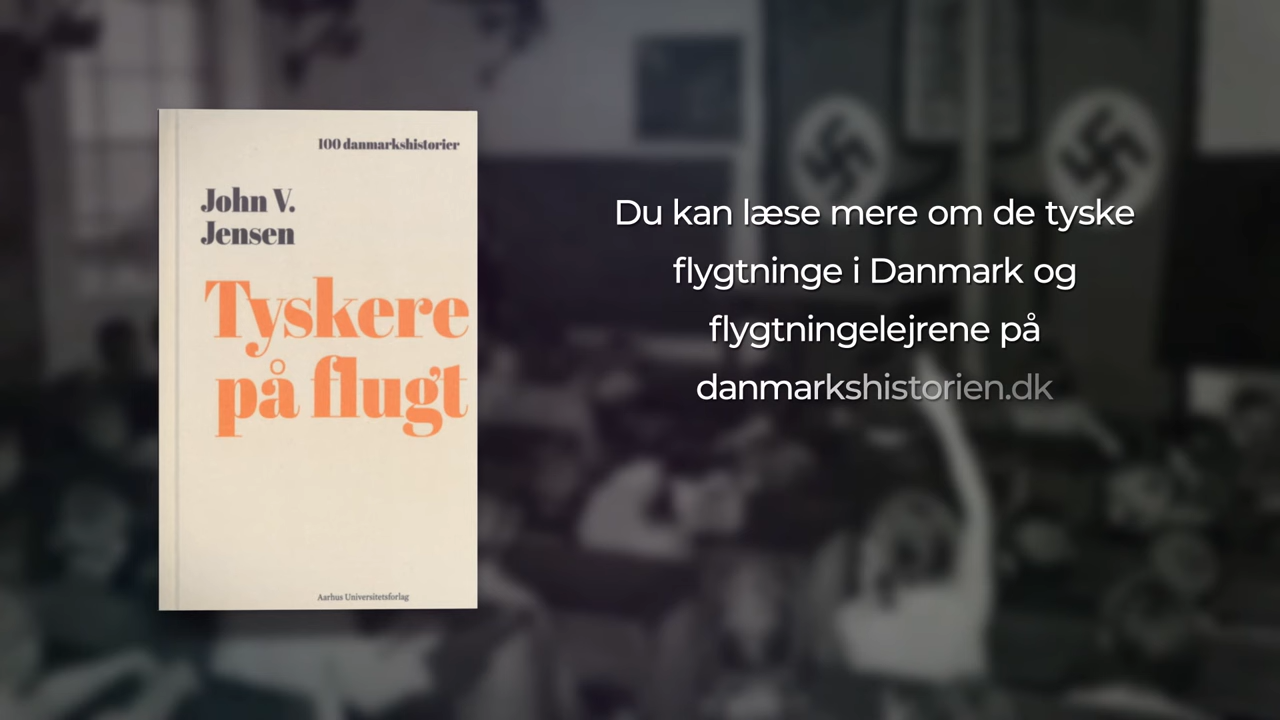 100 danmarkshistorier
John V.
Jensen
Tyskere
på flugt
Aarhus Universitetsforlag
Du kan læse mere om de tyske
flygtninge i Danmark og
flygtningelejrene på
danmarkshistorien.dk